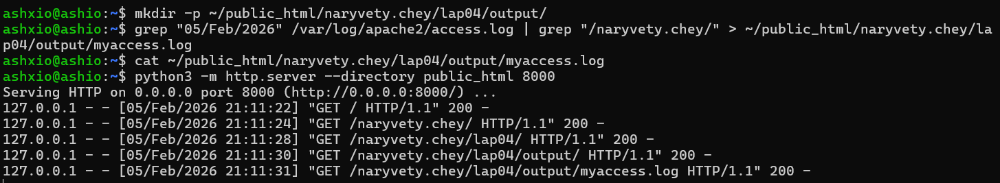 ashxio@ashio:~$ mkdir -p ~/public_html/naryvety.chey/lap04/output/
ashxio@ashio:~$ grep "05/Feb/2026" /var/log/apache2/access.log | grep "/naryvety.chey/" > ~/public_html/naryvety.chey/la
p04/output/myaccess.log
ashxio@ashio:~$ cat ~/public_html/naryvety.chey/lap04/output/myaccess.log
ashxio@ashio:~$ python3 -m http.server --directory public_html 8000
Serving HTTP on 0.0.0.0 port 8000 (http://0.0.0.0:8000/) ...
127.0.0.1 - - [05/Feb/2026 21:11:22] "GET / HTTP/1.1" 200 -
127.0.0.1 - - [05/Feb/2026 21:11:24] "GET /naryvety.chey/ HTTP/1.1" 200 -
127.0.0.1 - - [05/Feb/2026 21:11:28] "GET /naryvety.chey/lap04/ HTTP/1.1" 200 -
127.0.0.1 - - [05/Feb/2026 21:11:30] "GET /naryvety.chey/lap04/output/ HTTP/1.1" 200 -
127.0.0.1 - - [05/Feb/2026 21:11:31] "GET /naryvety.chey/lap04/output/myaccess.log HTTP/1.1" 200 -